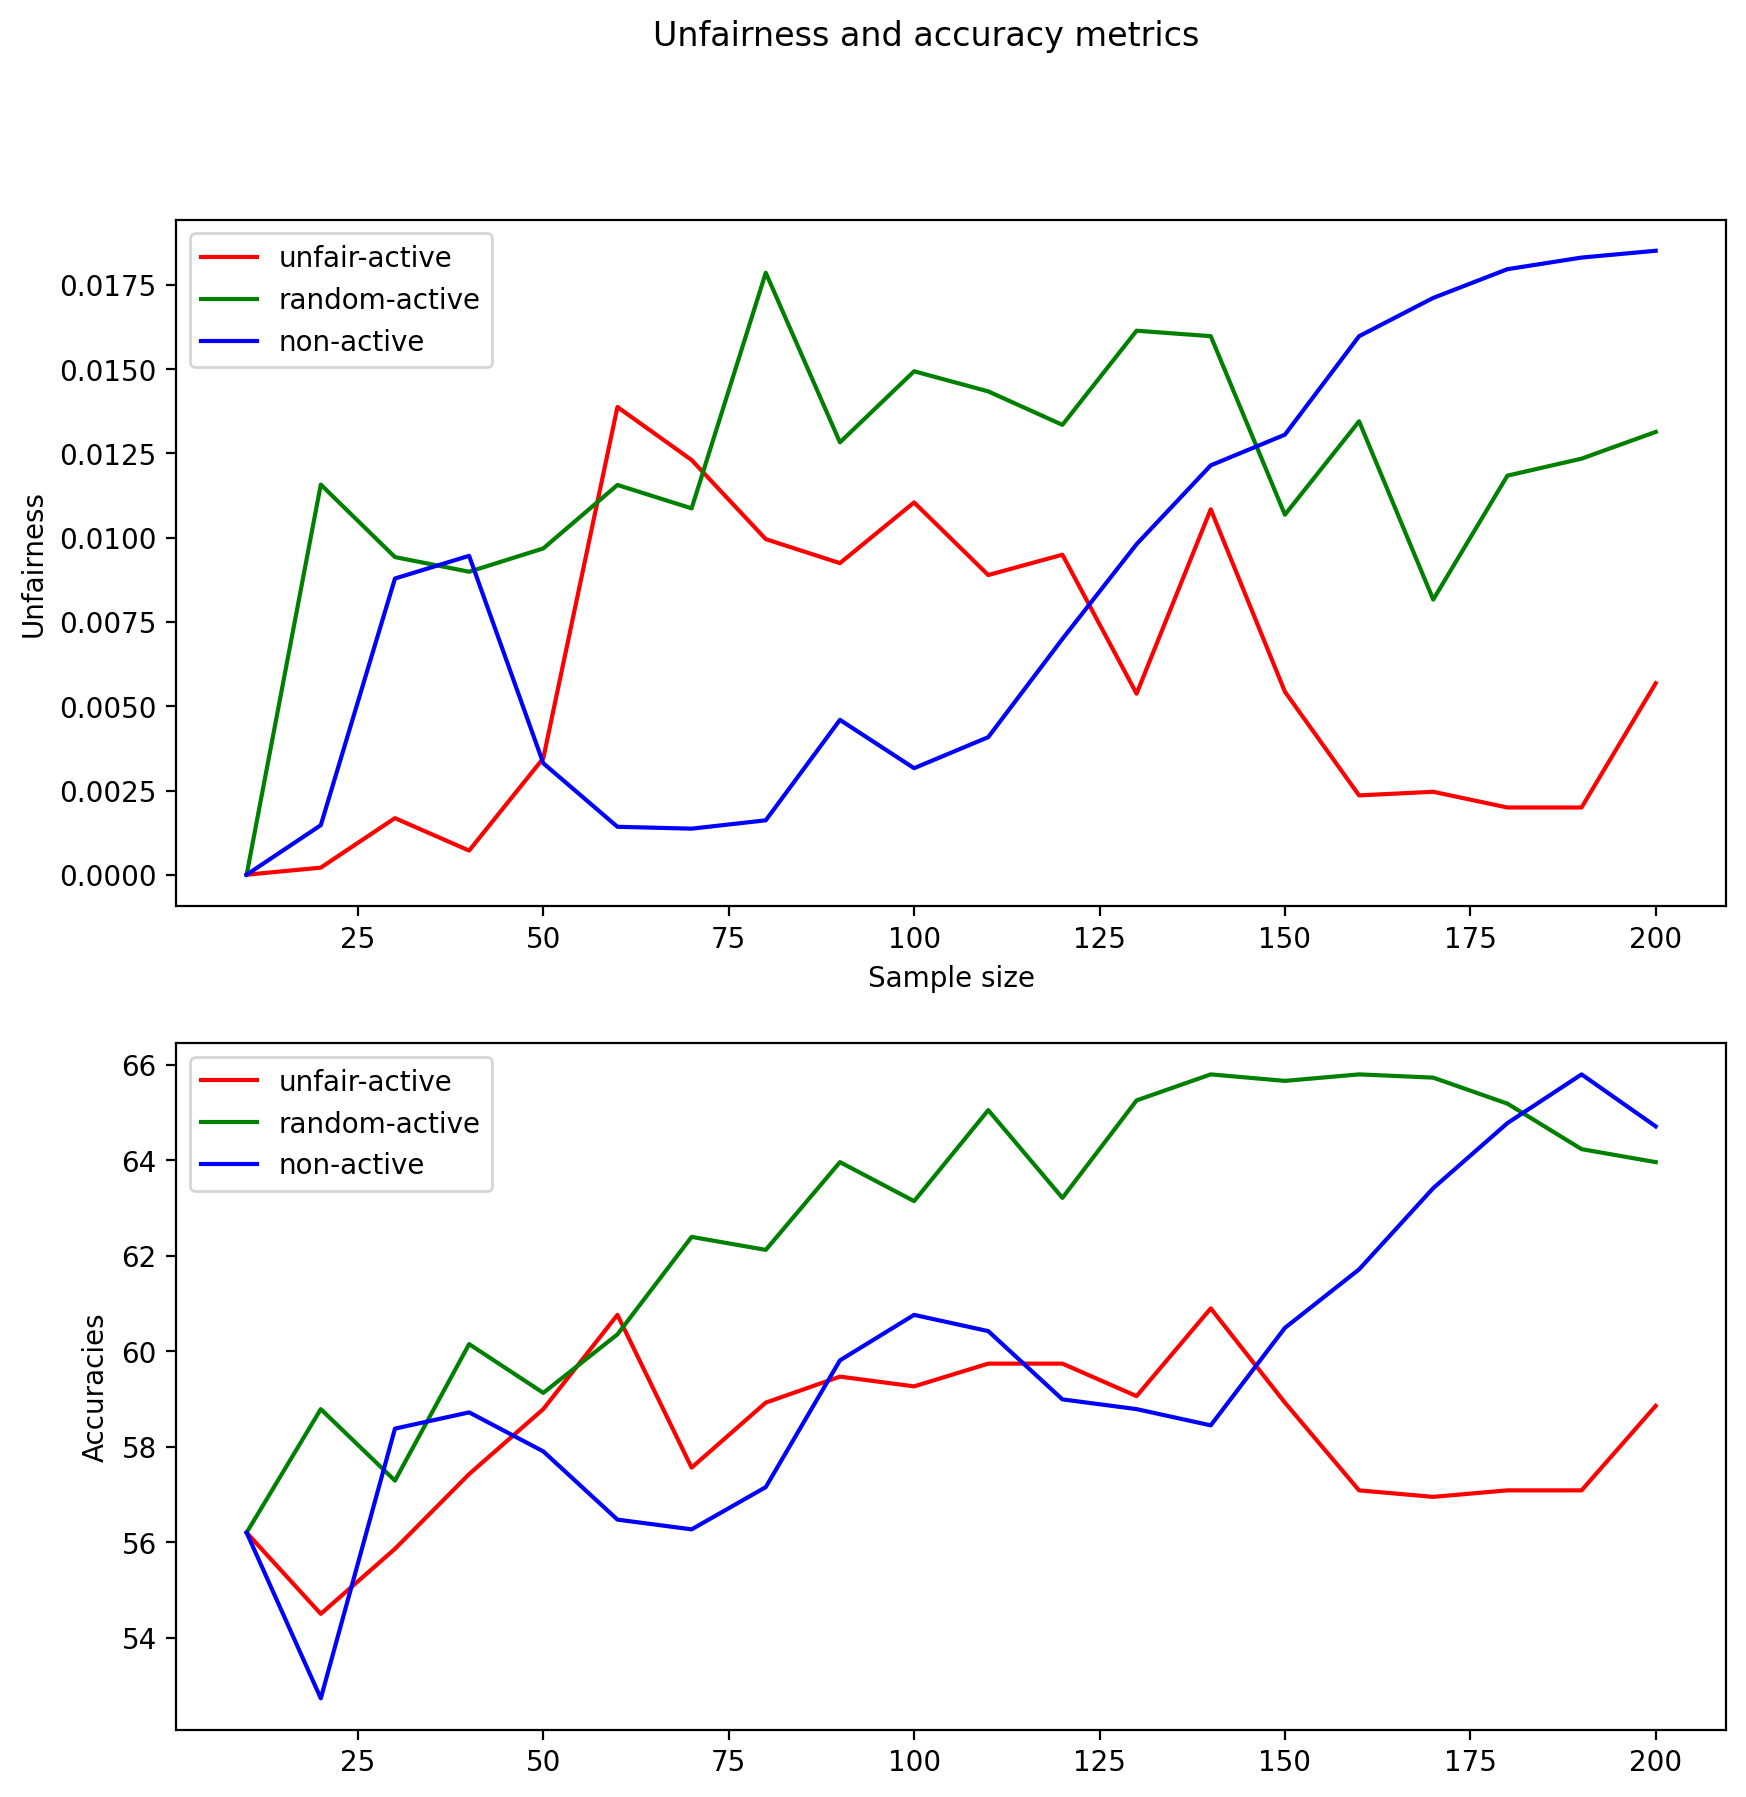 Unfairness and accuracy metrics
unfair-active
random-active
non-active
0.0175
0.0150
0.0125
0.0100
0.0075
0.0050
0.0025
0.0000
Unfairness
25 50 75 100 125 150 175 200
Sample size
unfair-active
random-active
non-active
66
64
62
60
58
56
54
Accuracies
25 50 75 100 125 150 175 200